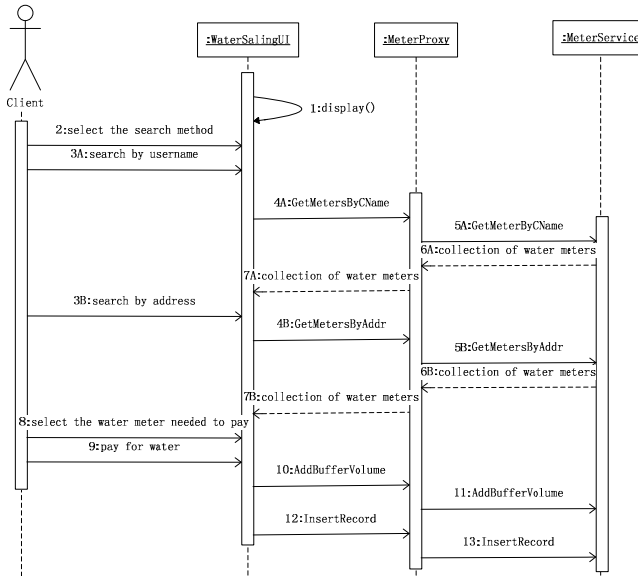 :WaterSalingUI
:MeterProxy
:MeterService
Client
1:display()
2:select the search method
3A:search by username
4A:GetMetersByCName
5A:GetMeterByCName
6A:collection of water meters
7A:collection of water meters
3B:search by address
4B:GetMetersByAddr
5B:GetMetersByAddr
6B:collection of water meters
7B:collection of water meters
8:select the water meter needed to pay
9:pay for water
10:AddBufferVolume
11:AddBufferVolume
12:InsertRecord
13:InsertRecord